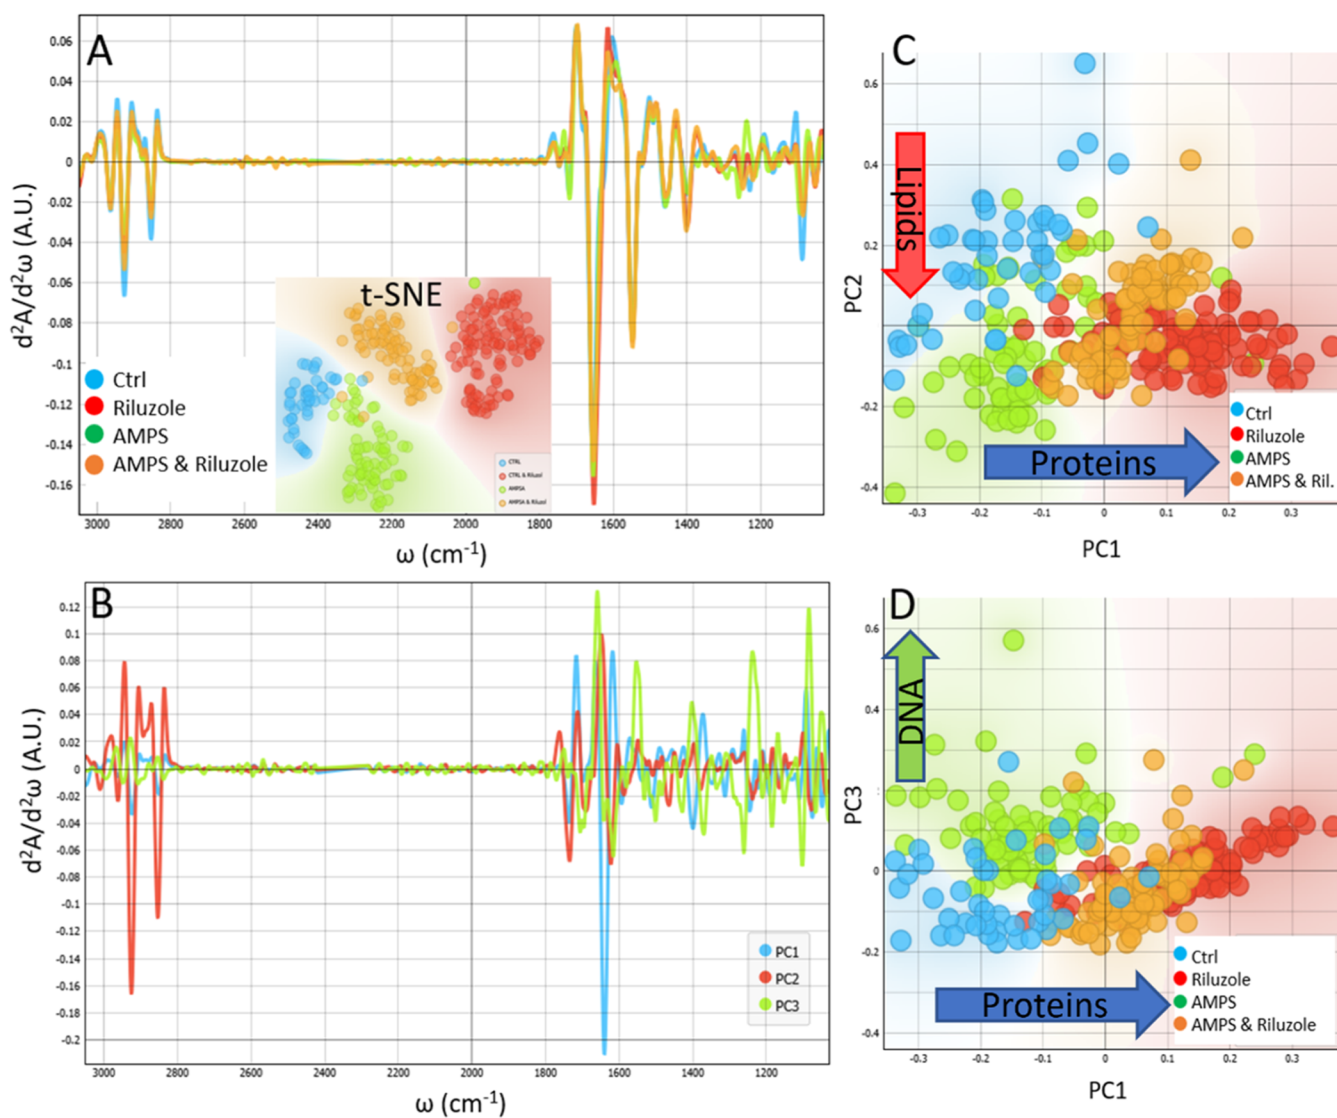 A
0.06
0.04
0.02
0
-0.02
-0.04
-0.06
-0.08
-0.1
-0.12
-0.14
-0.16
d²A/d²ω (A.U.)
t-SNE
CTRL
CTRL & Riluzol
AMPSA
AMPSA & Riluzol
Ctrl
Riluzole
AMPS
AMPS & Riluzole
3000 2800 2600 2400 2200 2000 1800 1600 1400 1200
ω (cm⁻¹)
C
0.6
0.4
0.2
0
-0.2
-0.4
PC2
Lipids
Proteins
Ctrl
Riluzole
AMPS
AMPS & Ril.
-0.3 -0.2 -0.1 0 0.1 0.2 0.3
PC1
B
0.12
0.1
0.08
0.06
0.04
0.02
0
-0.02
-0.04
-0.06
-0.08
-0.1
-0.12
-0.14
-0.16
-0.18
-0.2
d²A/d²ω (A.U.)
PC1
PC2
PC3
3000 2800 2600 2400 2200 2000 1800 1600 1400 1200
ω (cm⁻¹)
D
0.6
0.4
0
-0.2
-0.4
PC3
DNA
Proteins
Ctrl
Riluzole
AMPS
AMPS & Riluzole
-0.3 -0.2 -0.1 0 0.1 0.2 0.3
PC1